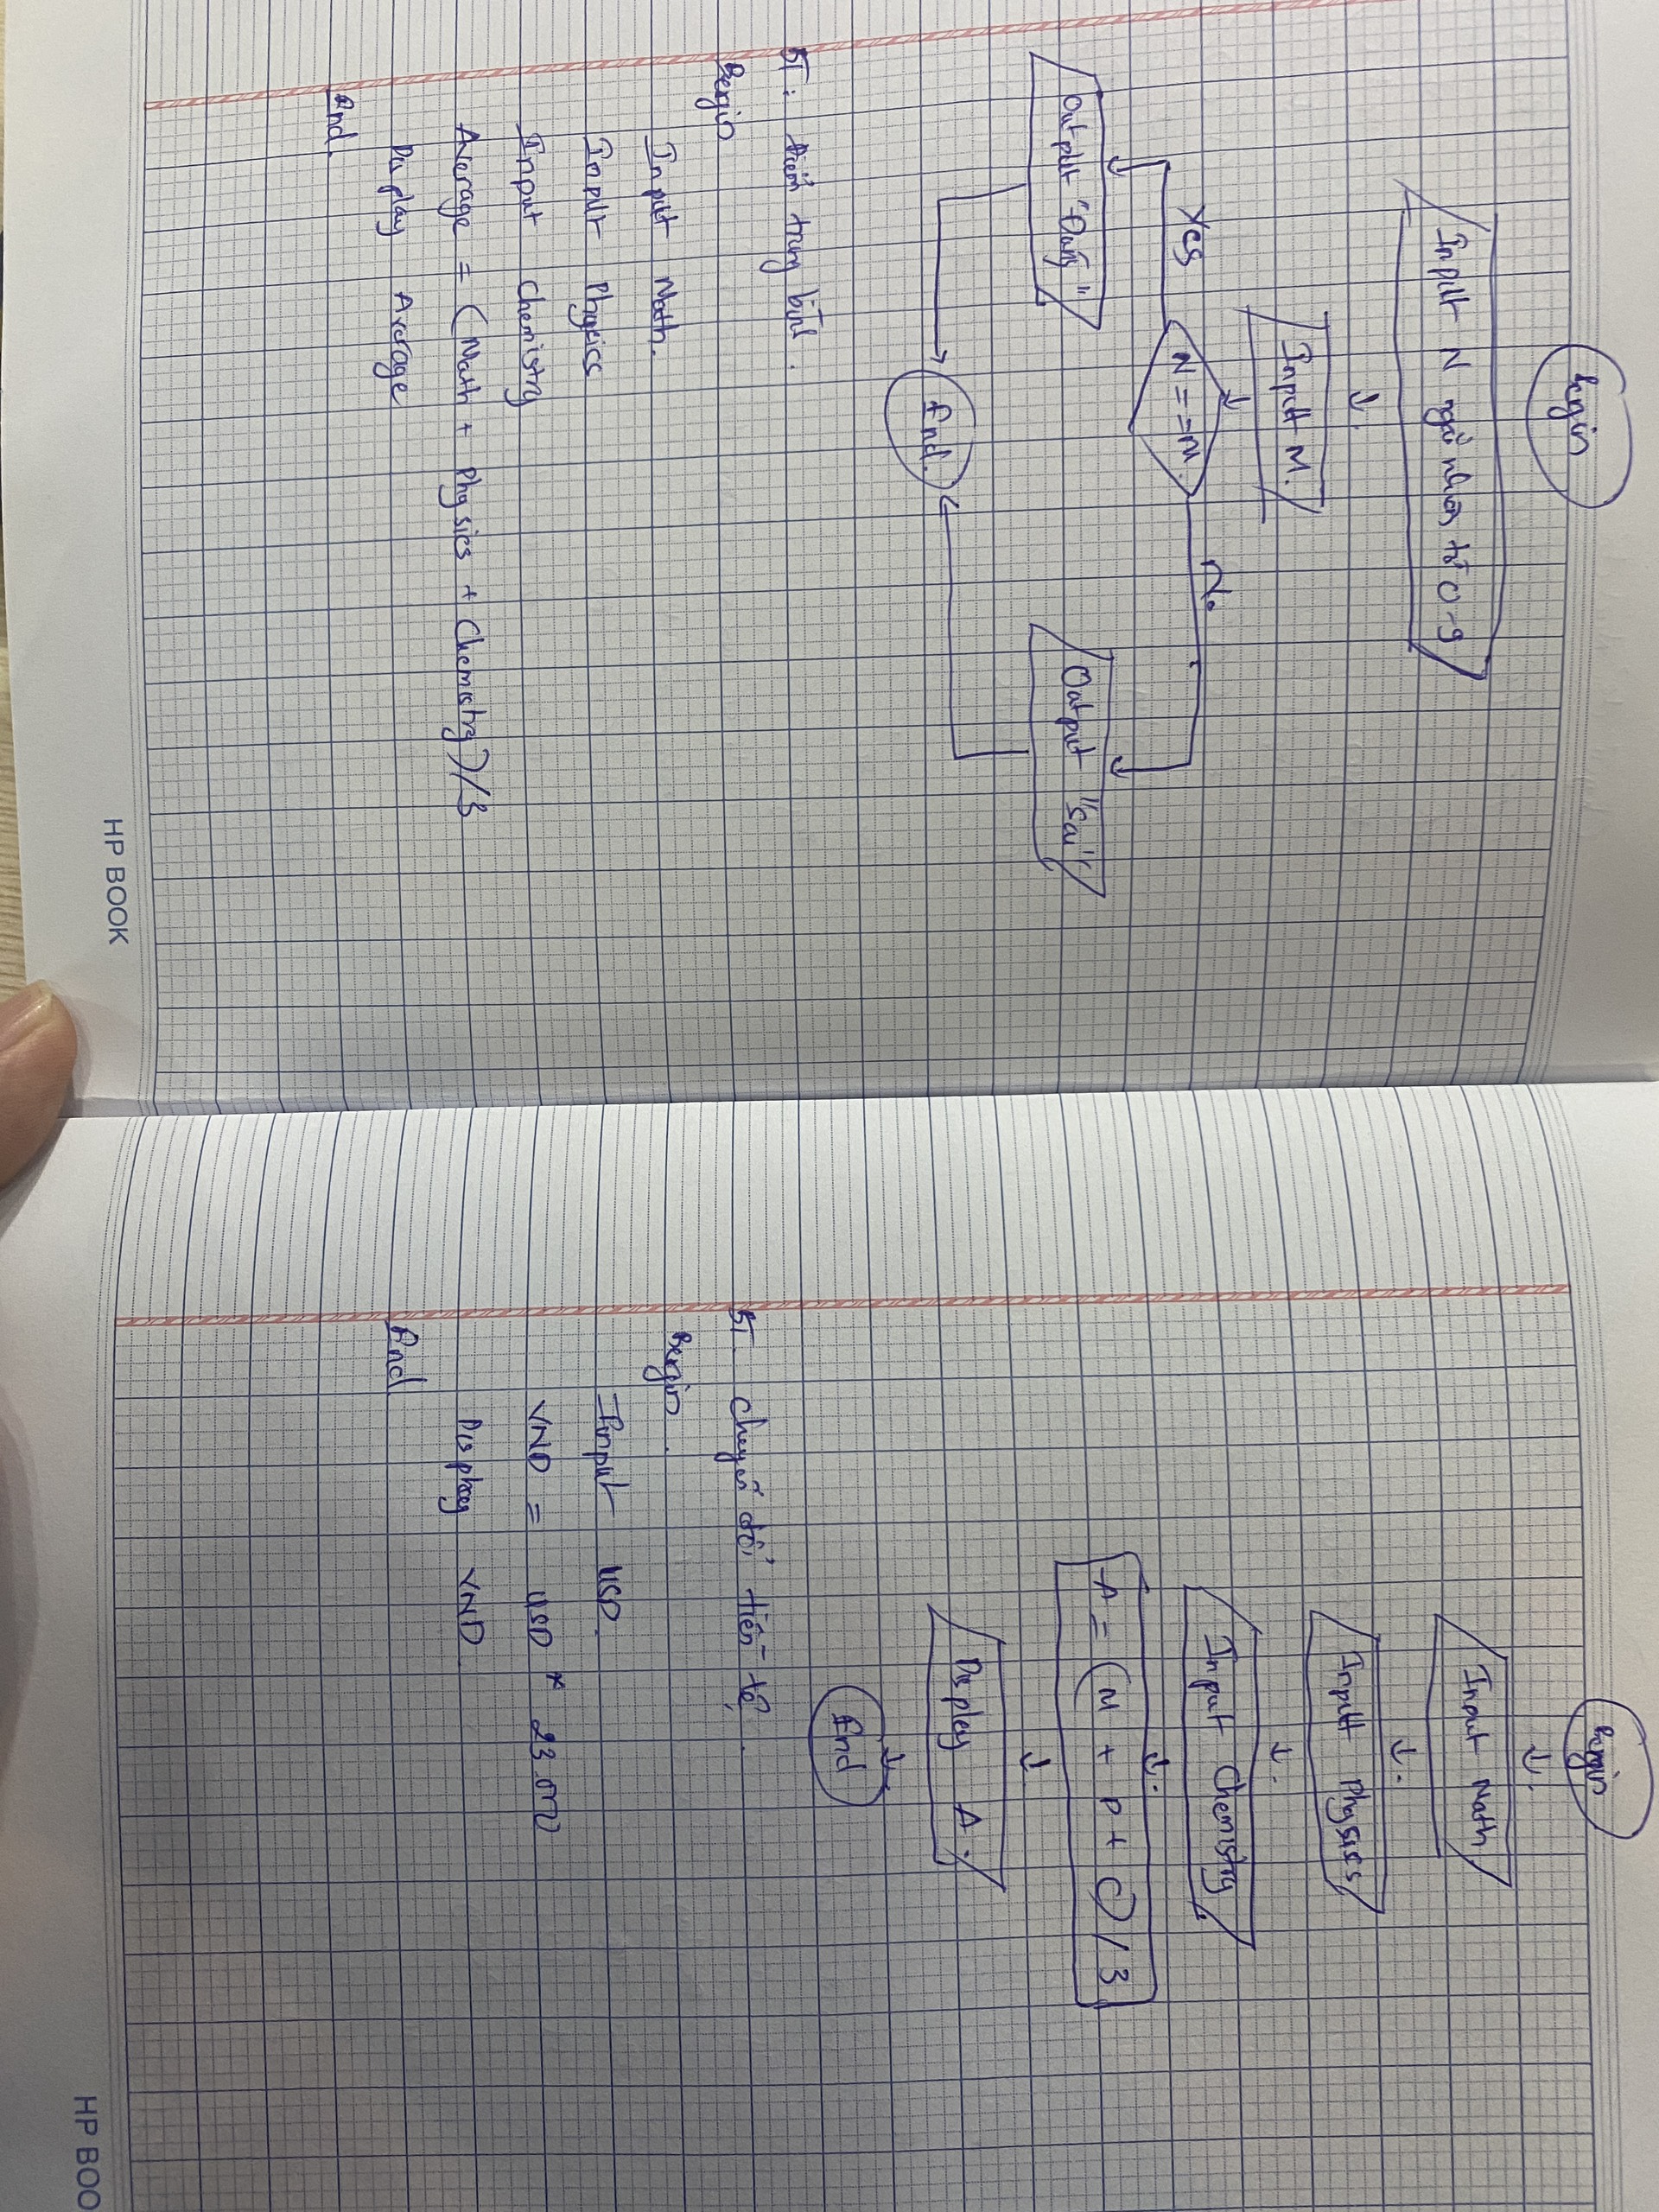 Begin
Input N ngẫu nhiên từ 0-9
Input M.
N==M
Yes
No
Output "Đúng"
Output "Sai"
End.
BT: Điểm trung bình.
Begin
Input Math.
Input Physics
Input Chemistry
Average = (Math + Physics + Chemistry)/3
Display Average
End.
HP BOOK
Begin
Input Math
Input Physics
Input Chemistry
A = (M + P + C) / 3
Display A.
End
BT. Chuyển đổi tiền tệ.
Begin.
Input USD.
VND = USD * 23.000
Display VND.
End
HP BOO